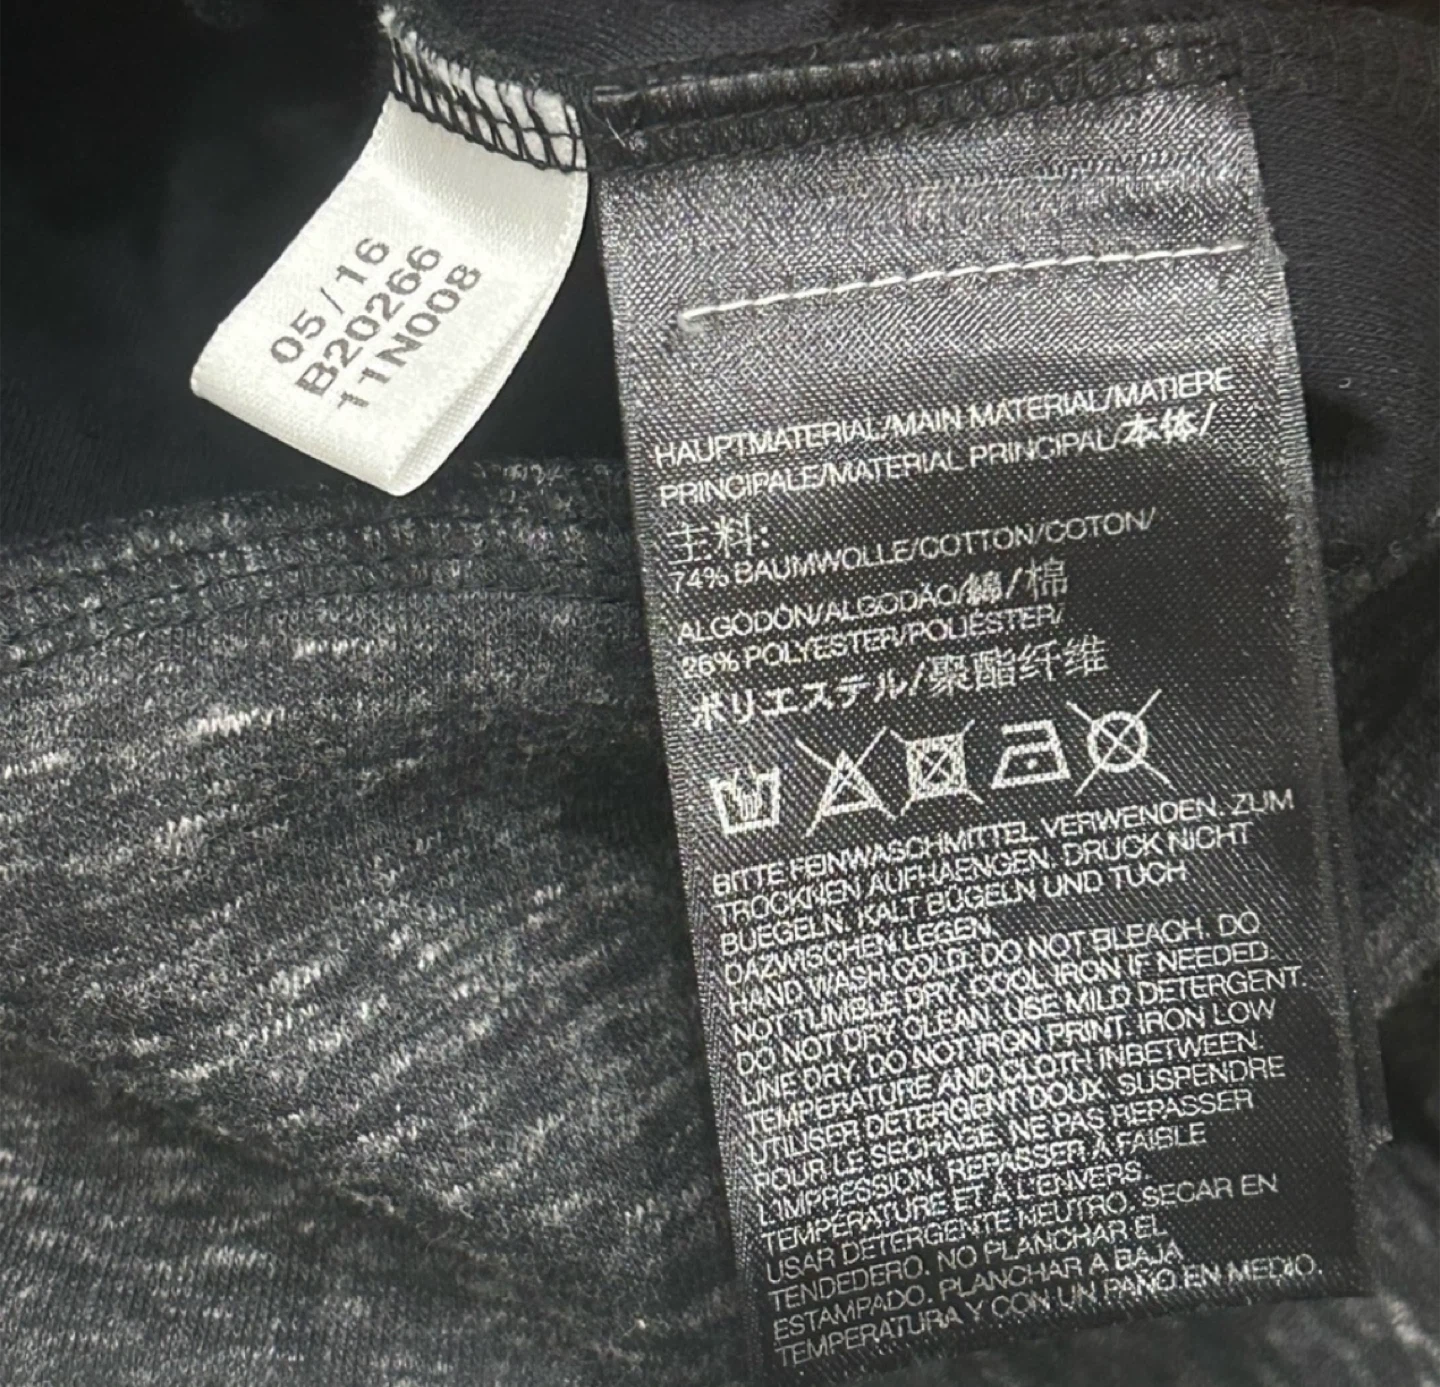 05/16
B20266
11N008
HAUPTMATERIAL/MAIN MATERIAL/MATIERE
PRINCIPALE/MATERIAL PRINCIPAL/本体/
主料:
74% BAUMWOLLE/COTTON/COTON/
ALGODÓN/ALGODÃO/綿/棉
26% POLYESTER/POLIÉSTER/
ポリエステル/聚酯纤维
BITTE FEINWASCHMITTEL VERWENDEN. ZUM
TROCKNEN AUFHAENGEN. DRUCK NICHT
BUEGELN. KALT BÜGELN UND TUCH
DAZWISCHEN LEGEN.
HAND WASH COLD. DO NOT BLEACH. DO
NOT TUMBLE DRY. COOL IRON IF NEEDED.
DO NOT DRY CLEAN. USE MILD DETERGENT.
LINE DRY. DO NOT IRON PRINT. IRON LOW
TEMPERATURE AND CLOTH INBETWEEN.
UTILISER DETERGENT DOUX. SUSPENDRE
POUR LE SECHAGE. NE PAS REPASSER
L'IMPRESSION. REPASSER À FAIBLE
TEMPÉRATURE ET À L'ENVERS.
USAR DETERGENTE NEUTRO. SECAR EN
TENDEDERO. NO PLANCHAR EL
ESTAMPADO. PLANCHAR A BAJA
TEMPERATURA Y CON UN PAÑO EN MEDIO.